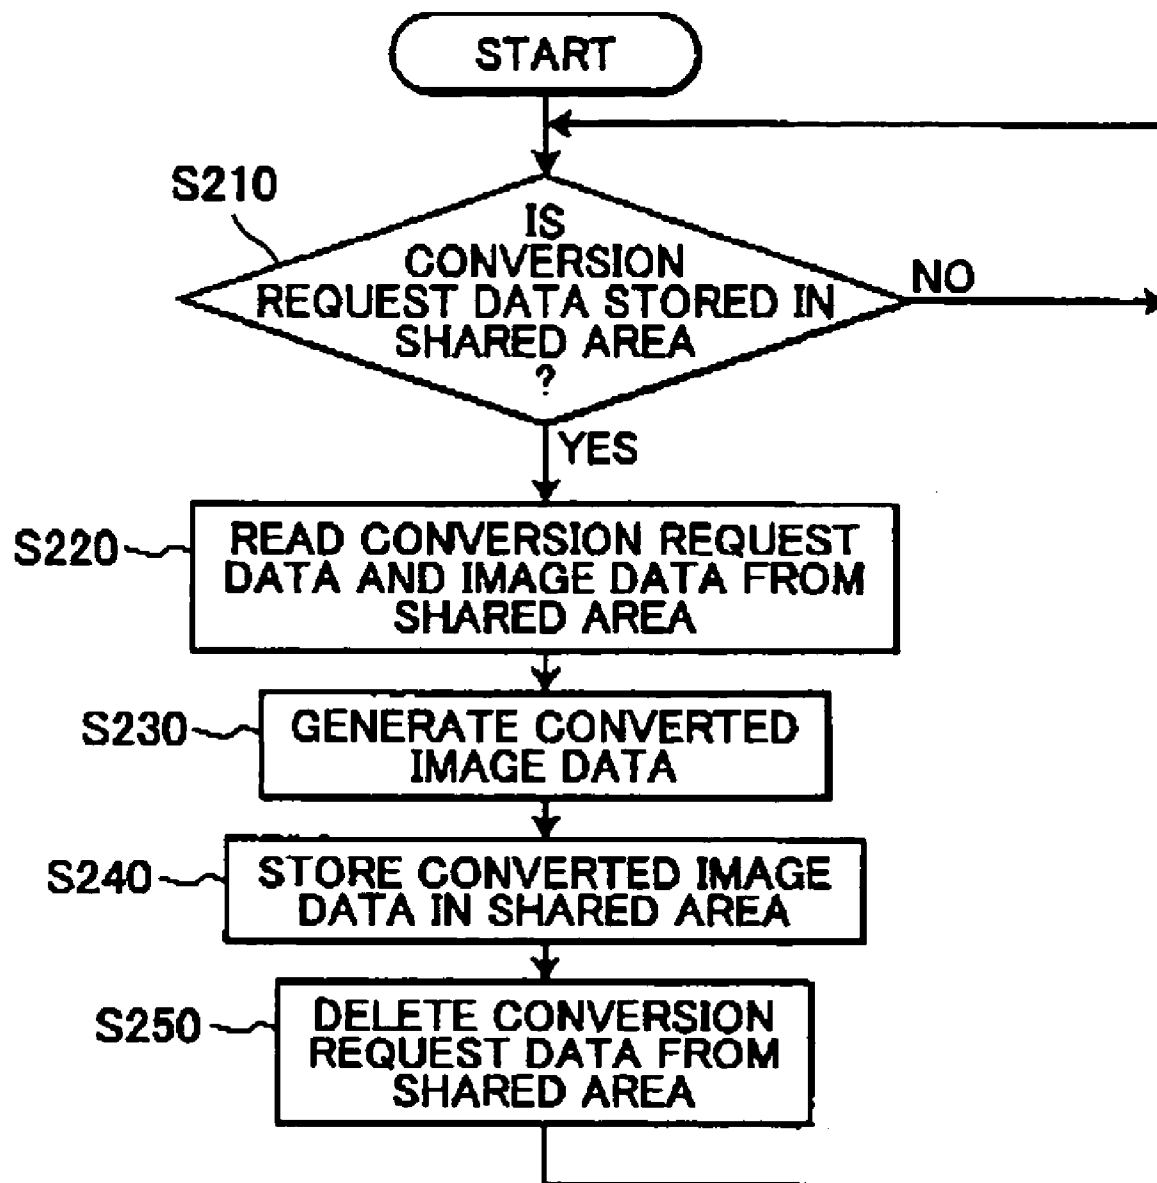 START
S210
IS
CONVERSION
REQUEST DATA STORED IN
SHARED AREA
?
NO
YES
S220
READ CONVERSION REQUEST
DATA AND IMAGE DATA FROM
SHARED AREA
S230
GENERATE CONVERTED
IMAGE DATA
S240
STORE CONVERTED IMAGE
DATA IN SHARED AREA
S250
DELETE CONVERSION
REQUEST DATA FROM
SHARED AREA